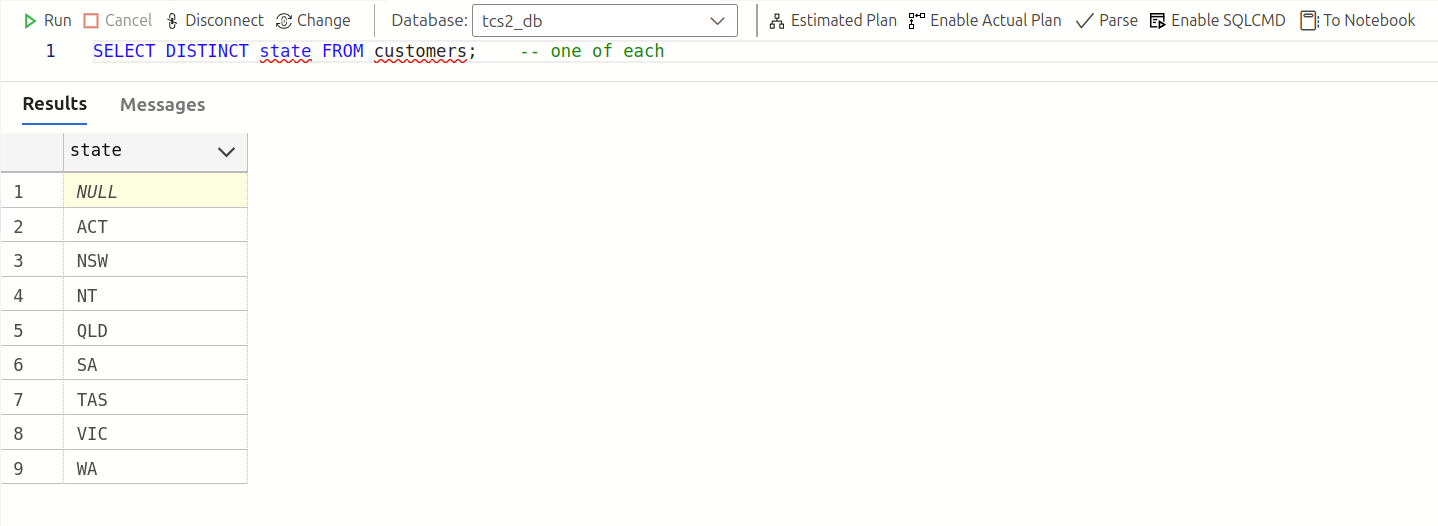 Run Cancel Disconnect Change Database: tcs2_db Estimated Plan Enable Actual Plan Parse Enable SQLCMD To Notebook
1 SELECT DISTINCT state FROM customers; -- one of each
Results Messages
state
1 NULL
2 ACT
3 NSW
4 NT
5 QLD
6 SA
7 TAS
8 VIC
9 WA